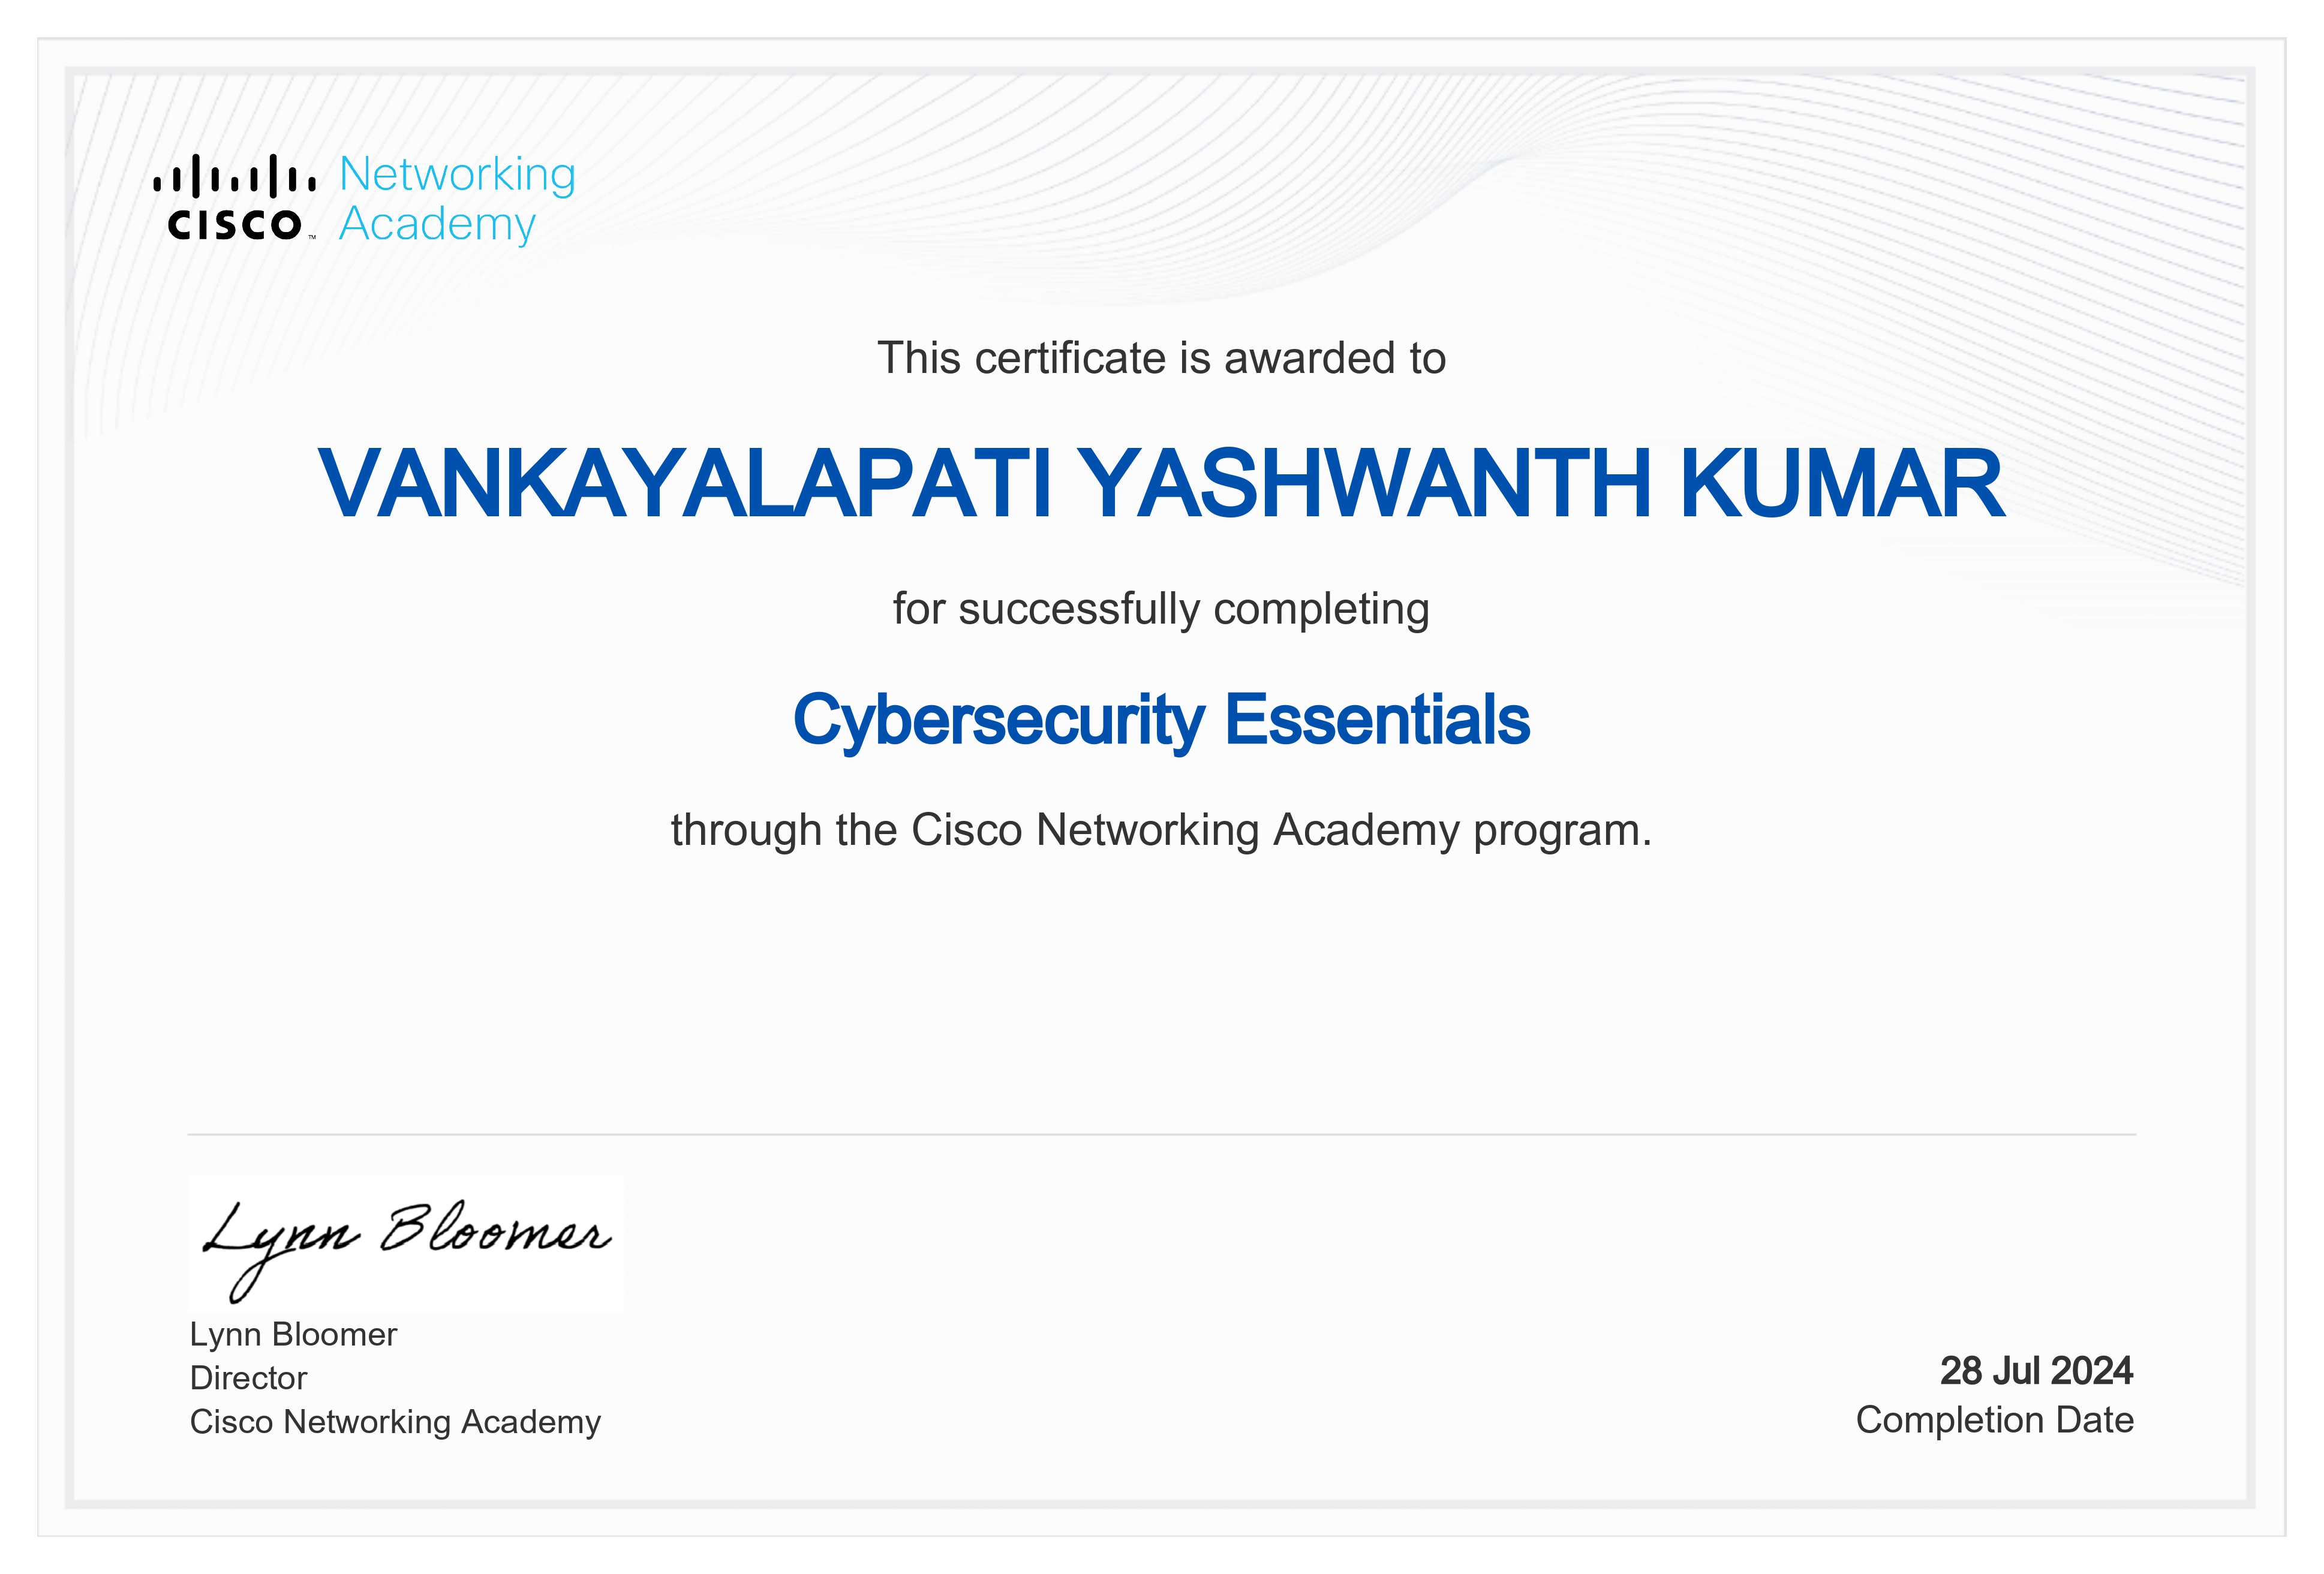 CISCO™ Networking
Academy
This certificate is awarded to
VANKAYALAPATI YASHWANTH KUMAR
for successfully completing
Cybersecurity Essentials
through the Cisco Networking Academy program.
Lynn Bloomer
Lynn Bloomer
Director
Cisco Networking Academy
28 Jul 2024
Completion Date